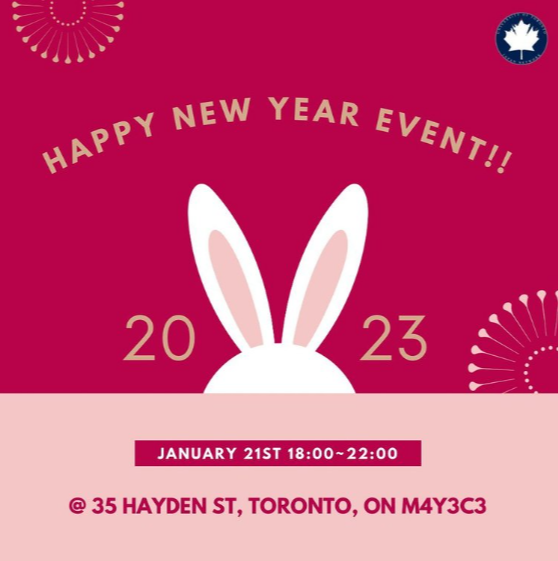 HAPPY NEW YEAR EVENT!!
20 23
JANUARY 21ST 18:00~22:00
@ 35 HAYDEN ST, TORONTO, ON M4Y3C3